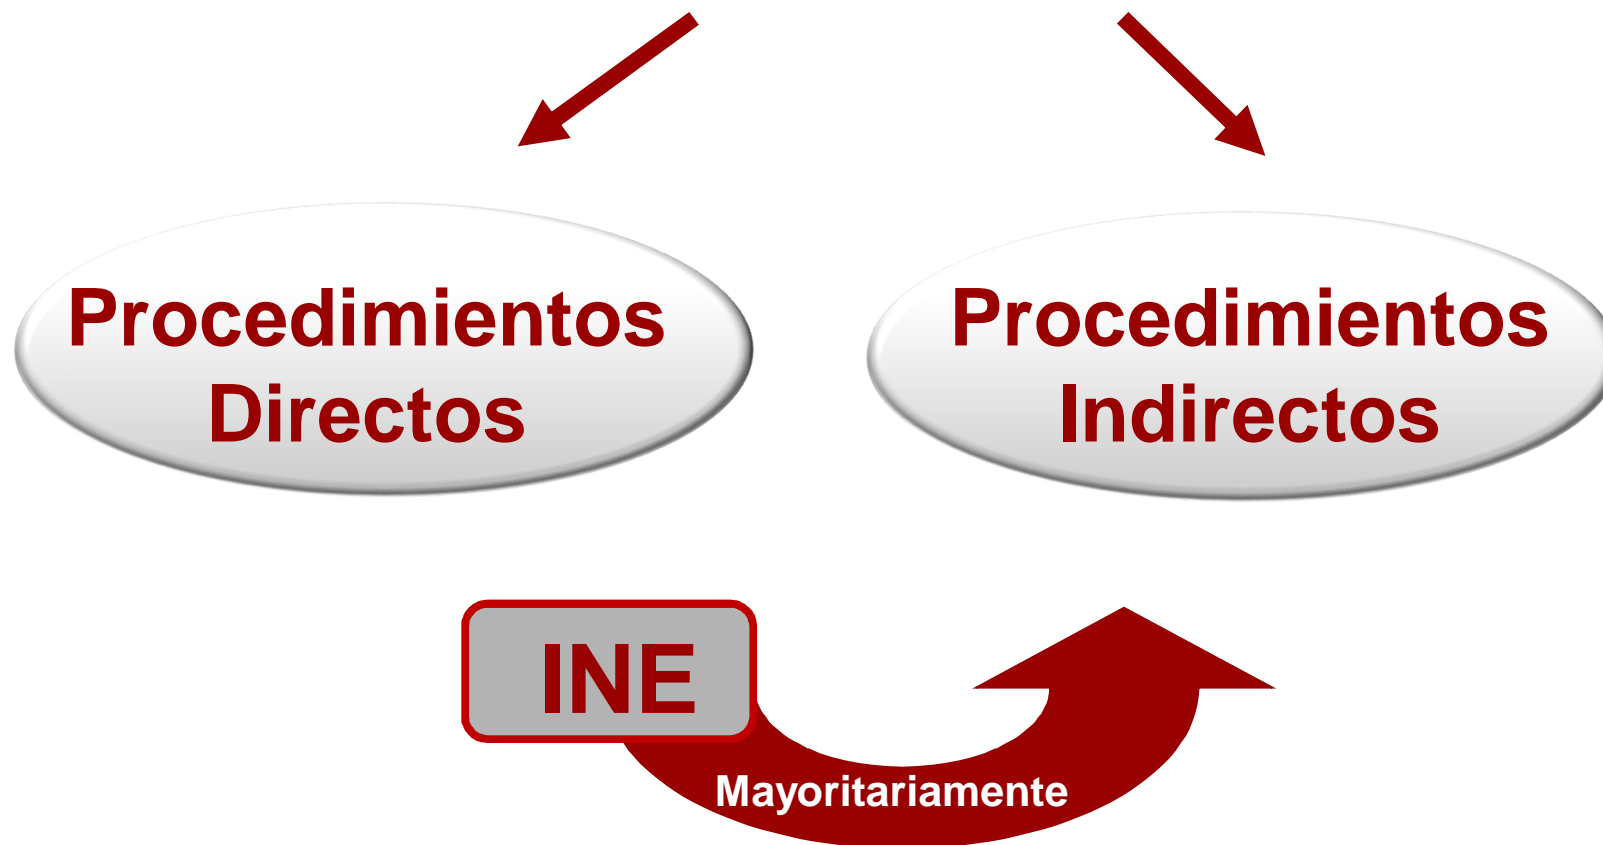 Procedimientos
Directos
Procedimientos
Indirectos
INE
Mayoritariamente